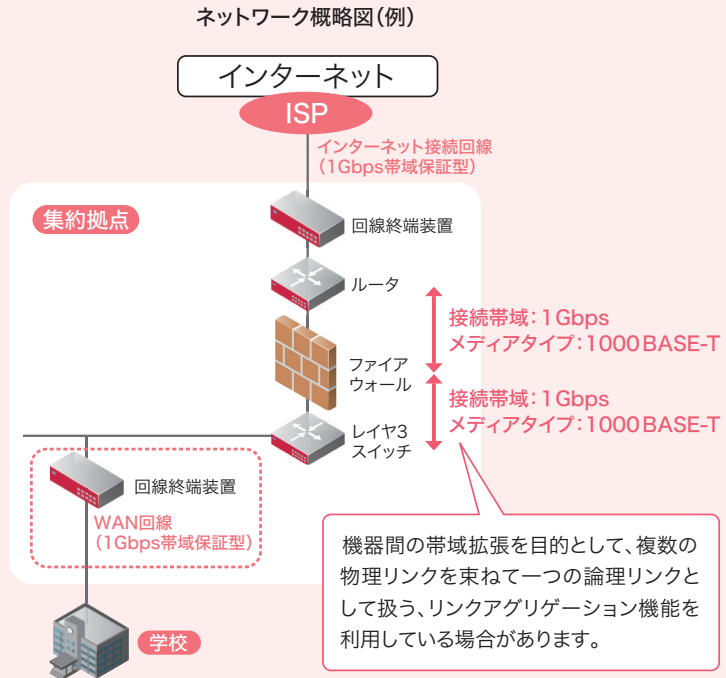 ネットワーク概略図(例)
インターネット
ISP
インターネット接続回線
(1Gbps帯域保証型)
集約拠点
回線終端装置
ルータ
接続帯域:1Gbps
メディアタイプ:1000BASE-T
ファイア
ウォール
接続帯域:1Gbps
メディアタイプ:1000BASE-T
レイヤ3
スイッチ
回線終端装置
WAN回線
(1Gbps帯域保証型)
機器間の帯域拡張を目的として、複数の
物理リンクを束ねて一つの論理リンクと
して扱う、リンクアグリゲーション機能を
利用している場合があります。
学校